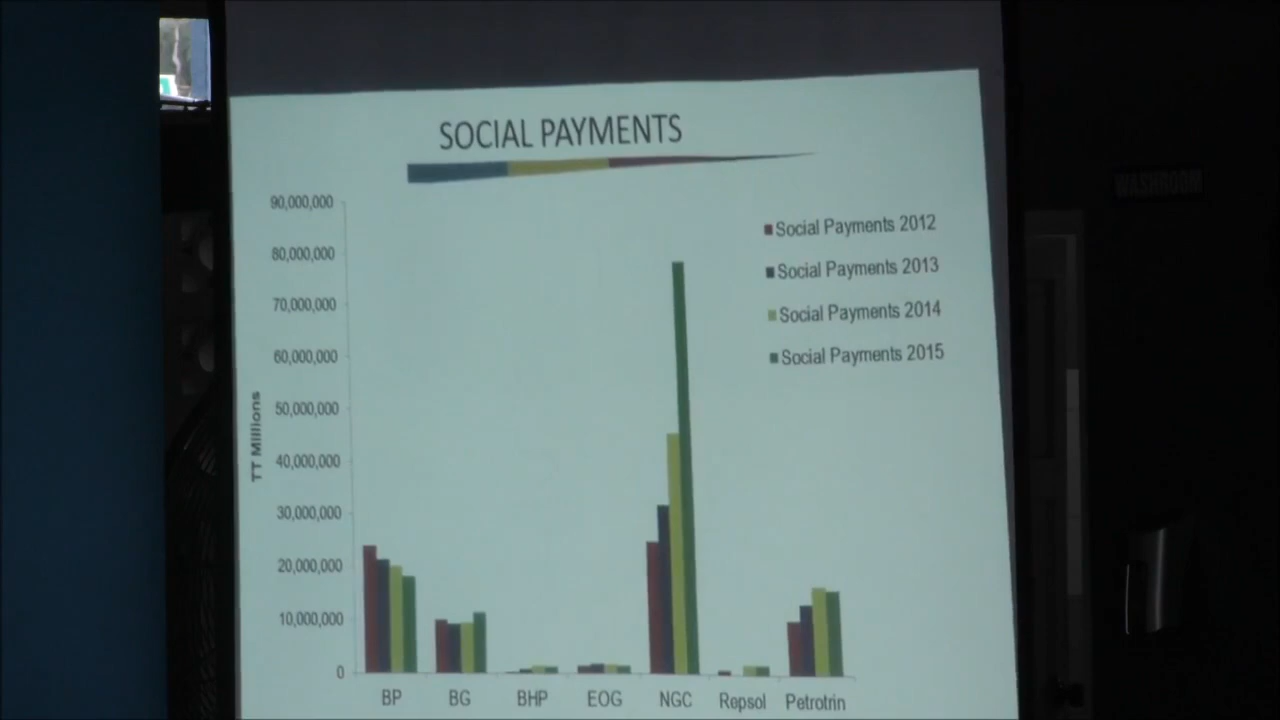 SOCIAL PAYMENTS
90,000,000
80,000,000
70,000,000
60,000,000
50,000,000
40,000,000
30,000,000
20,000,000
10,000,000
0
TT Millions
Social Payments 2012
Social Payments 2013
Social Payments 2014
Social Payments 2015
BP BG BHP EOG NGC Repsol Petrotrin
WASHROOM